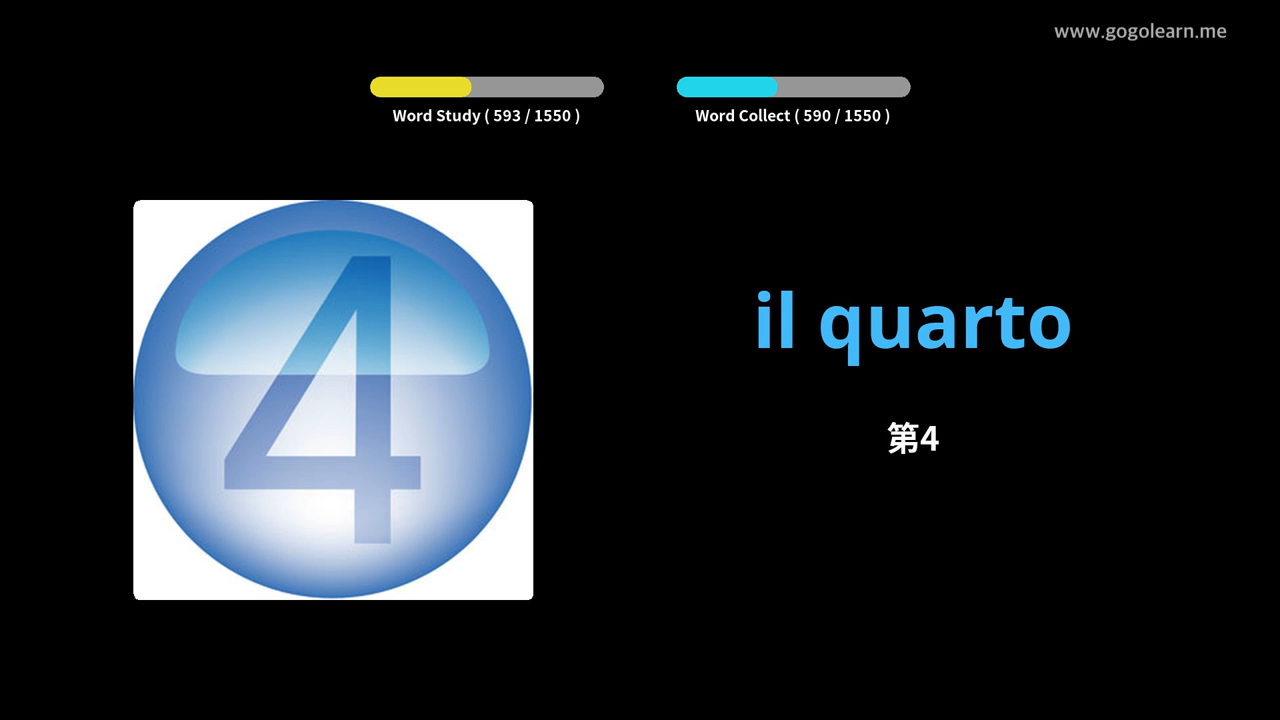 www.gogolearn.me
Word Study ( 593 / 1550 )
Word Collect ( 590 / 1550 )
4
il quarto
第4